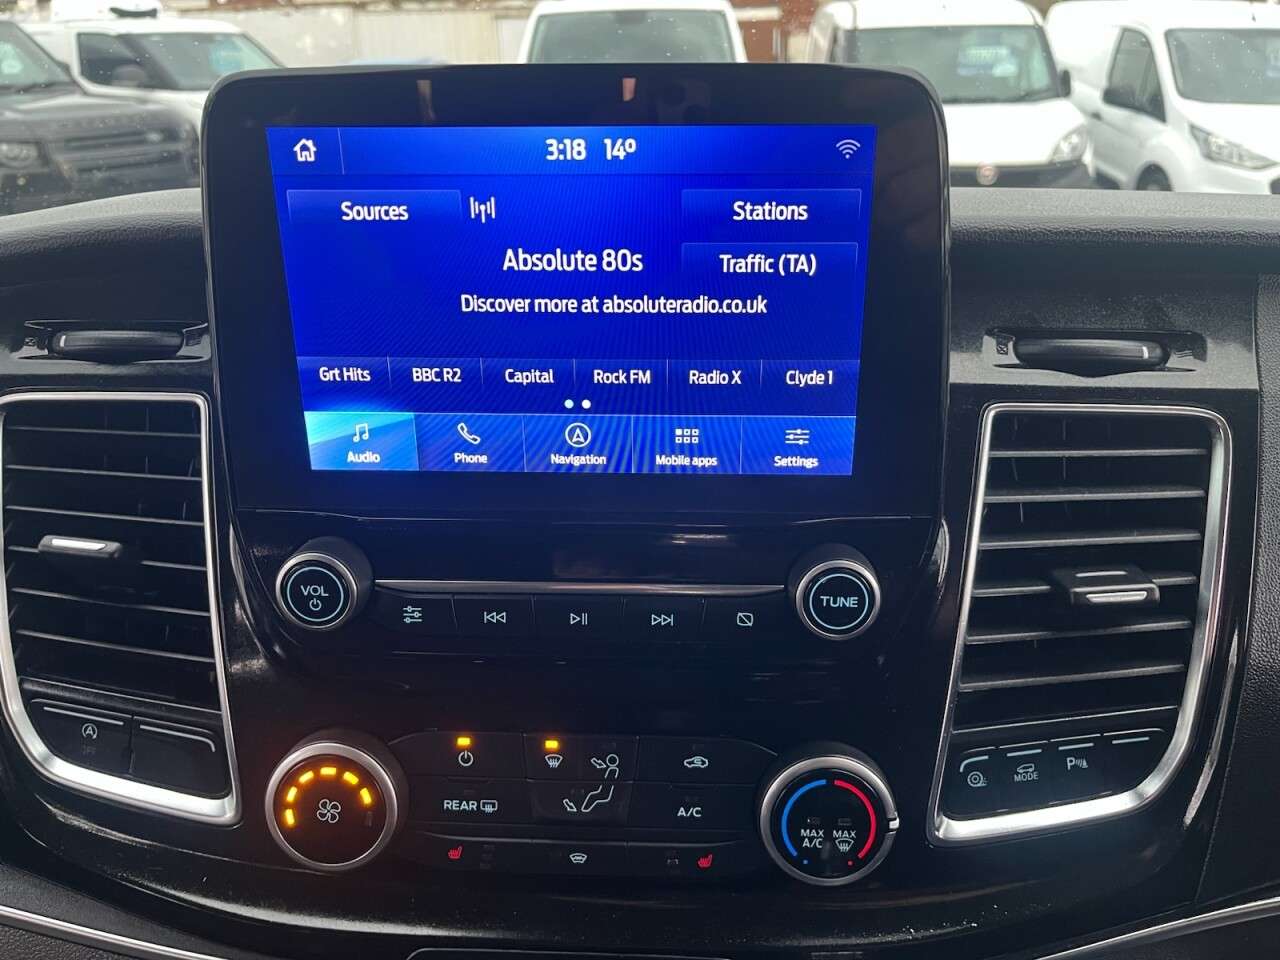 3:18 14°
Sources
Stations
Absolute 80s
Traffic (TA)
Discover more at absoluteradio.co.uk
Grt Hits BBC R2 Capital Rock FM Radio X Clyde 1
Audio Phone Navigation Mobile apps Settings
VOL
TUNE
A
OFF
MODE
P
REAR
A/C
MAX MAX
A/C